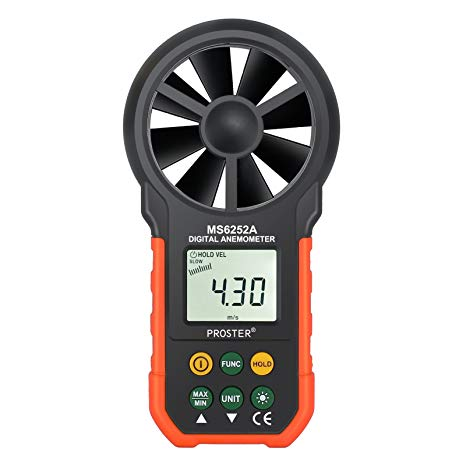 MS6252A
DIGITAL ANEMOMETER
HOLD VEL
SLOW
4.30
m/s
PROSTER®
FUNC HOLD
MAX
MIN UNIT
CE